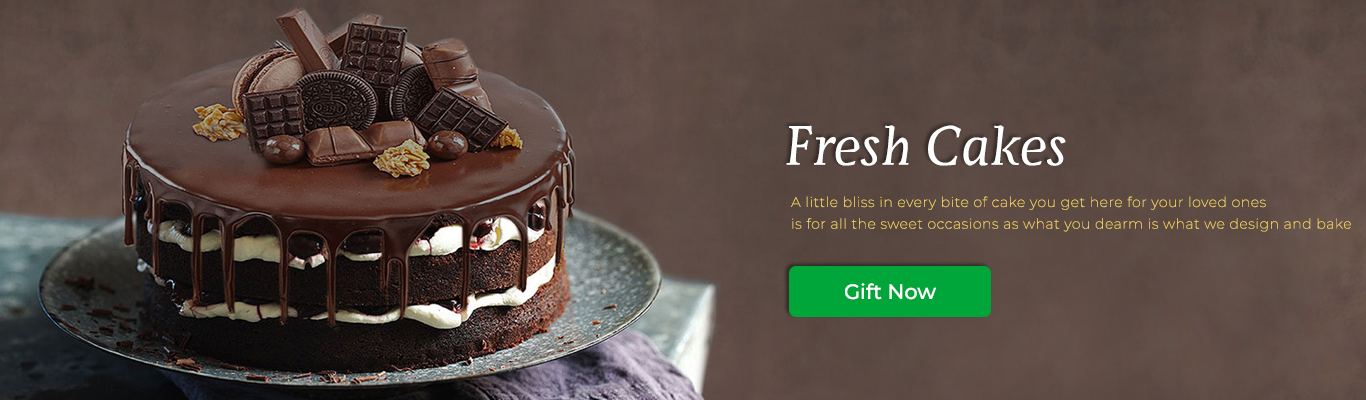 Fresh Cakes
A little bliss in every bite of cake you get here for your loved ones
is for all the sweet occasions as what you dearm is what we design and bake
Gift Now